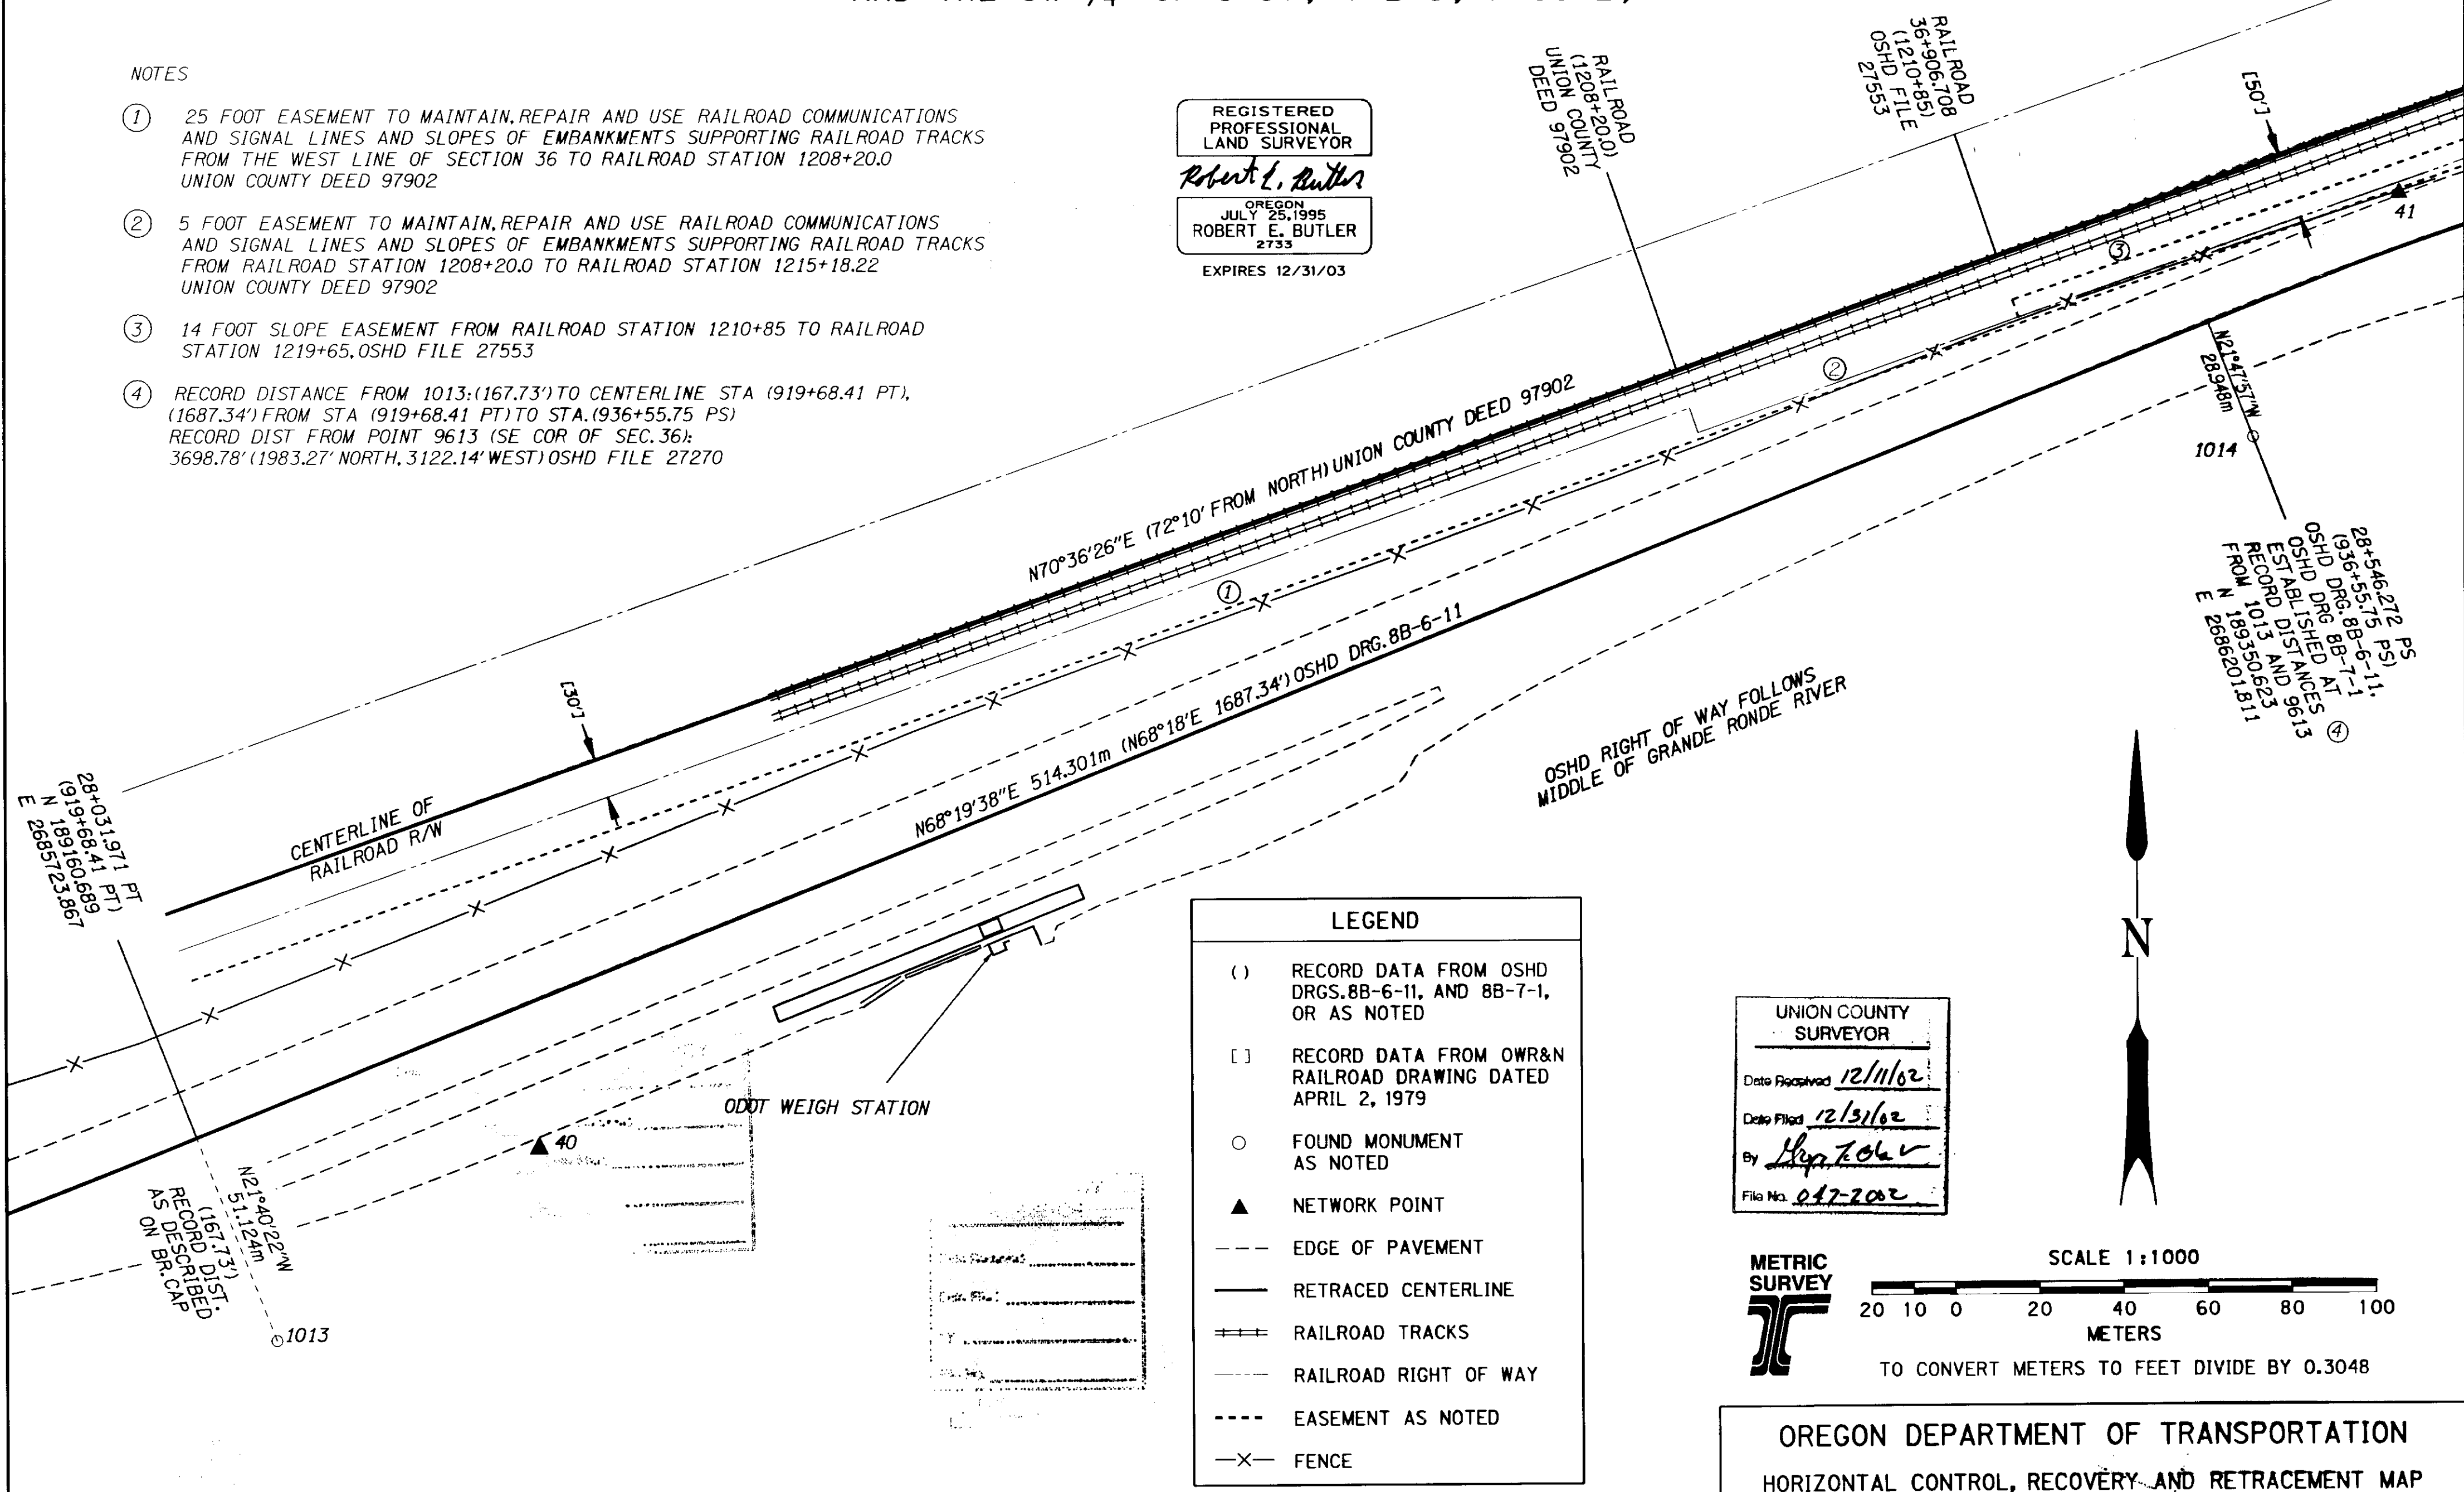 NOTES
1 25 FOOT EASEMENT TO MAINTAIN, REPAIR AND USE RAILROAD COMMUNICATIONS
AND SIGNAL LINES AND SLOPES OF EMBANKMENTS SUPPORTING RAILROAD TRACKS
FROM THE WEST LINE OF SECTION 36 TO RAILROAD STATION 1208+20.0
UNION COUNTY DEED 97902
2 5 FOOT EASEMENT TO MAINTAIN, REPAIR AND USE RAILROAD COMMUNICATIONS
AND SIGNAL LINES AND SLOPES OF EMBANKMENTS SUPPORTING RAILROAD TRACKS
FROM RAILROAD STATION 1208+20.0 TO RAILROAD STATION 1215+18.22
UNION COUNTY DEED 97902
3 14 FOOT SLOPE EASEMENT FROM RAILROAD STATION 1210+85 TO RAILROAD
STATION 1219+65, OSHD FILE 27553
4 RECORD DISTANCE FROM 1013: (167.73') TO CENTERLINE STA (919+68.41 PT),
(1687.34') FROM STA (919+68.41 PT) TO STA. (936+55.75 PS)
RECORD DIST FROM POINT 9613 (SE COR OF SEC. 36):
3698.78' (1983.27' NORTH, 3122.14' WEST) OSHD FILE 27270
REGISTERED
PROFESSIONAL
LAND SURVEYOR
Robert E. Butler
OREGON
JULY 25, 1995
ROBERT E. BUTLER
2733
EXPIRES 12/31/03
RAILROAD
(1208+20.0)
UNION COUNTY
DEED 97902
RAILROAD
36+906.708
(1210+85)
OSHD FILE
27553
[50']
41
3
2
N21°47'57"W
28.948m
1014
28+546.272 PS
(936+55.75 PS)
OSHD DRG. 8B-6-11,
OSHD DRG 8B-7-1
ESTABLISHED AT
RECORD DISTANCES
FROM 1013 AND 9613
N 189350.623
E 2686201.811
4
N70°36'26"E (72°10' FROM NORTH) UNION COUNTY DEED 97902
1
N68°19'38"E 514.301m (N68°18'E 1687.34') OSHD DRG. 8B-6-11
OSHD RIGHT OF WAY FOLLOWS
MIDDLE OF GRANDE RONDE RIVER
[30']
CENTERLINE OF
RAILROAD R/W
28+031.971 PT
(919+68.41 PT)
N 189160.689
E 2685723.867
N21°40'22"W
51.124m
(167.73')
RECORD DIST.
AS DESCRIBED
ON BR. CAP
1013
40
ODOT WEIGH STATION
LEGEND
( ) RECORD DATA FROM OSHD
DRGS. 8B-6-11, AND 8B-7-1,
OR AS NOTED
[ ] RECORD DATA FROM OWR&N
RAILROAD DRAWING DATED
APRIL 2, 1979
FOUND MONUMENT
AS NOTED
NETWORK POINT
EDGE OF PAVEMENT
RETRACED CENTERLINE
RAILROAD TRACKS
RAILROAD RIGHT OF WAY
EASEMENT AS NOTED
FENCE
N
UNION COUNTY
SURVEYOR
Date Received 12/11/02
Date Filed 12/31/02
By
File No. 047-2002
METRIC
SURVEY
SCALE 1:1000
20 10 0 20 40 60 80 100
METERS
TO CONVERT METERS TO FEET DIVIDE BY 0.3048
OREGON DEPARTMENT OF TRANSPORTATION
HORIZONTAL CONTROL, RECOVERY AND RETRACEMENT MAP